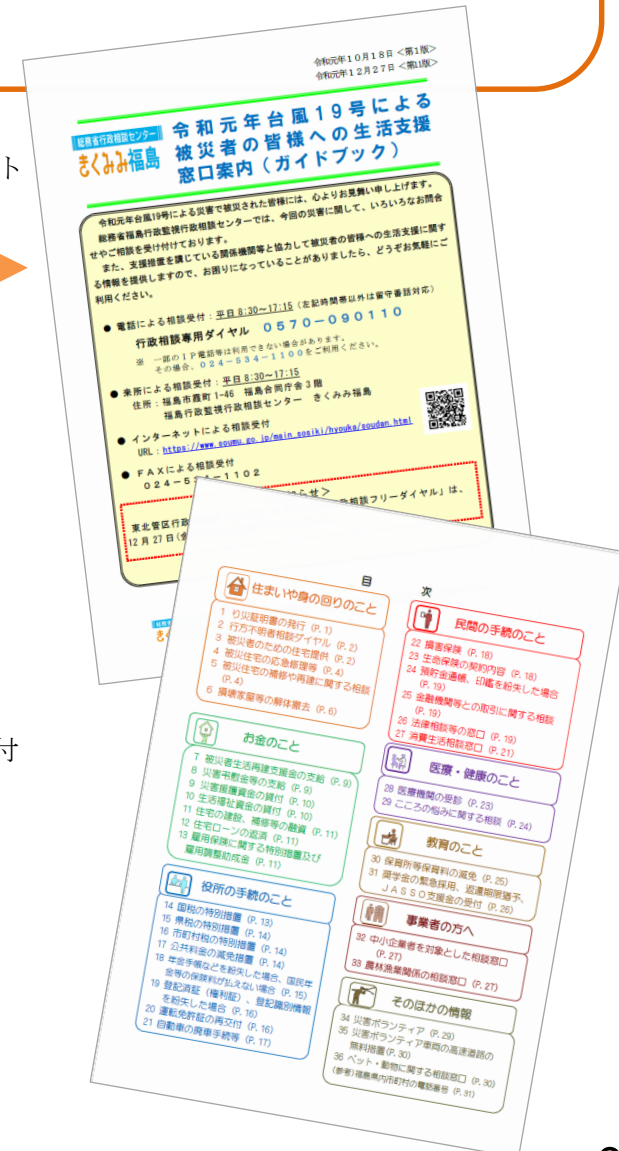 ト
付
令和元年10月18日 <第1版>
令和元年12月27日 <第11版>
総務省行政相談センター
きくみみ福島
令和元年台風19号による
被災者の皆様への生活支援
窓口案内(ガイドブック)
令和元年台風19号による災害で被災された皆様には、心よりお見舞い申し上げます。
総務省福島行政監視行政相談センターでは、今回の災害に関して、いろいろなお問合
せやご相談を受け付けております。
また、支援措置を講じている関係機関等と協力して被災者の皆様への生活支援に関す
る情報を提供しますので、お困りになっていることがありましたら、どうぞお気軽にご
利用ください。
● 電話による相談受付:平日 8:30~17:15(左記時間帯以外は留守番話対応)
行政相談専用ダイヤル 0570-090110
※ 一部のIP電話等は利用できない場合があります。
その場合、024-534-1100をご利用ください。
● 来所による相談受付:平日 8:30~17:15
住所:福島市霞町1-46 福島合同庁舎3階
福島行政監視行政相談センター きくみみ福島
● インターネットによる相談受付
URL:https://www.soumu.go.jp/main_sosiki/hyouka/soudan.html
● FAXによる相談受付
024-534-1102
らせ>
相談フリーダイヤル」は、
東北管区行政
12月27日(金
目 次
住まいや身の回りのこと
1 り災証明書の発行(P.1)
2 行方不明者相談ダイヤル(P.2)
3 被災者のための住宅提供(P.2)
4 被災住宅の応急修理等(P.4)
5 被災住宅の補修や再建に関する相談
(P.4)
6 損壊家屋等の解体撤去(P.6)
お金のこと
7 被災者生活再建支援金の支給(P.9)
8 災害弔慰金等の支給(P.9)
9 災害援護資金の貸付(P.10)
10 生活福祉資金の貸付(P.10)
11 住宅の建設、補修等の融資(P.11)
12 住宅ローンの返済(P.11)
13 雇用保険に関する特別措置及び
雇用調整助成金(P.11)
役所の手続のこと
14 国税の特別措置(P.13)
15 県税の特別措置(P.14)
16 市町村税の特別措置(P.14)
17 公共料金の減免措置(P.14)
18 年金手帳などを紛失した場合、国民年
金等の保険料が払えない場合(P.15)
19 登記済証(権利証)、登記識別情報
を紛失した場合(P.16)
20 運転免許証の再交付(P.16)
21 自動車の廃車手続等(P.17)
民間の手続のこと
22 損害保険(P.18)
23 生命保険の契約内容(P.18)
24 預貯金通帳、印鑑を紛失した場合
(P.19)
25 金融機関等との取引に関する相談
(P.19)
26 法律相談等の窓口(P.19)
27 消費生活相談窓口(P.21)
医療・健康のこと
28 医療機関の受診(P.23)
29 こころの悩みに関する相談(P.24)
教育のこと
30 保育所等保育料の減免(P.25)
31 奨学金の緊急採用、返還期限猶予、
JASSO支援金の受付(P.26)
事業者の方へ
32 中小企業者を対象とした相談窓口
(P.27)
33 農林漁業関係の相談窓口(P.27)
そのほかの情報
34 災害ボランティア(P.29)
35 災害ボランティア車両の高速道路の
無料措置(P.30)
36 ペット・動物に関する相談窓口(P.30)
(参考)福島県内市町村の電話番号(P.31)